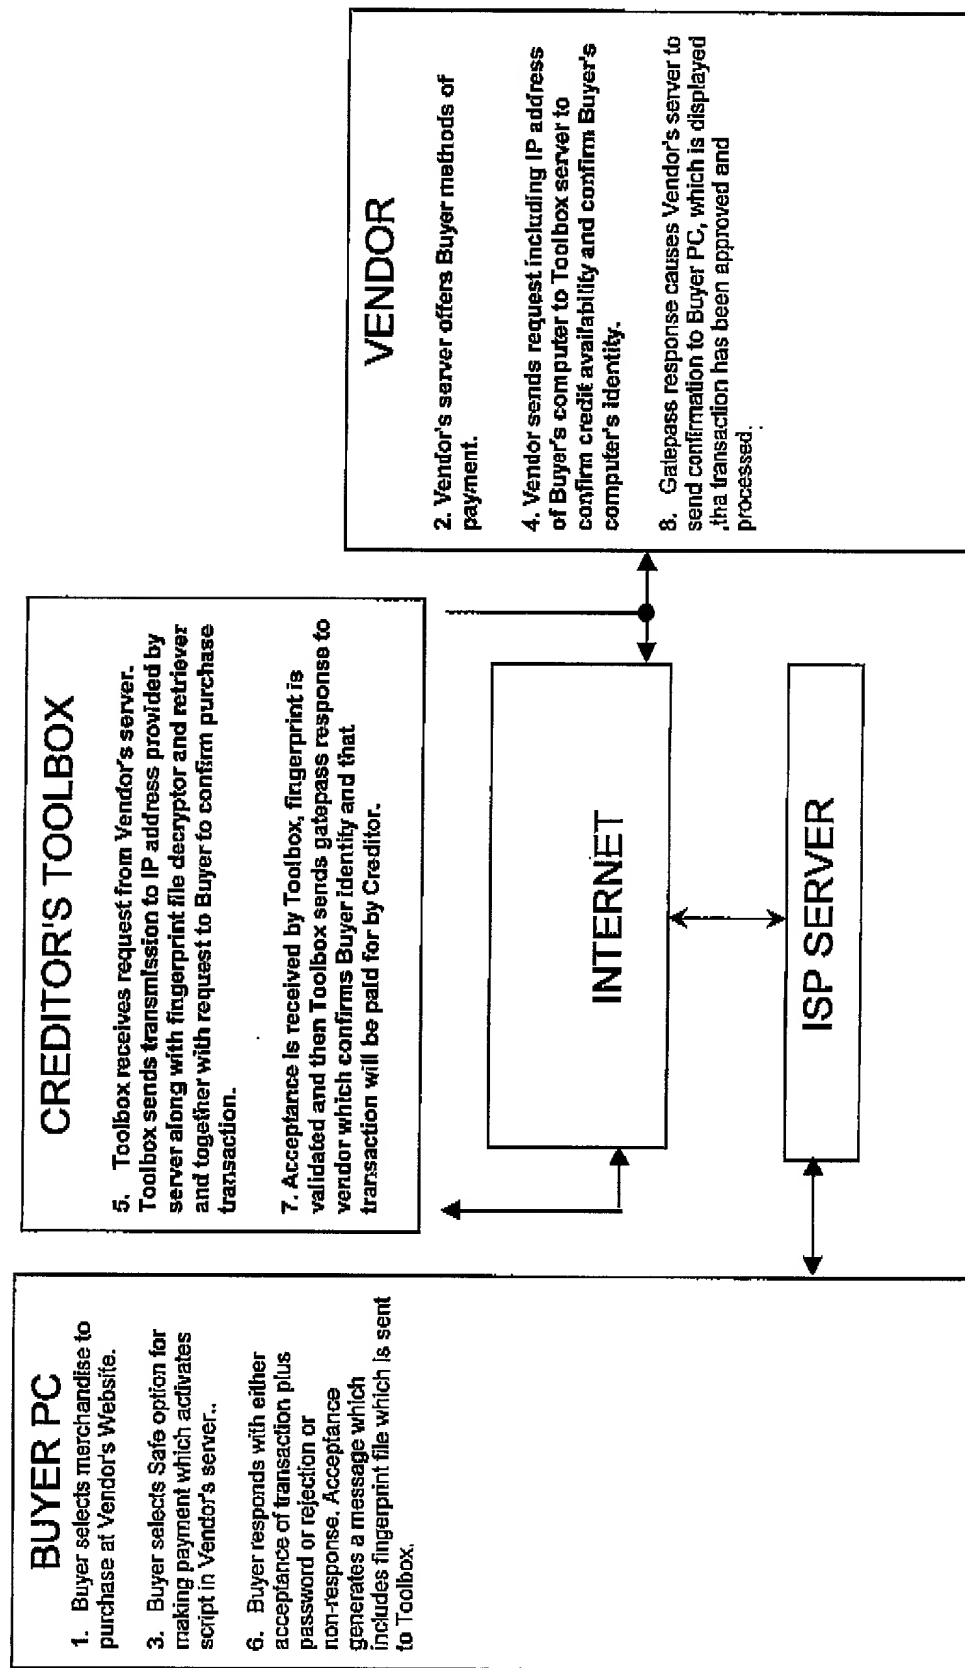 BUYER PC
1. Buyer selects merchandise to
purchase at Vendor's Website.
3. Buyer selects Safe option for
making payment which activates
script in Vendor's server..
6. Buyer responds with either
acceptance of transaction plus
password or rejection or
non-response. Acceptance
generates a message which
includes fingerprint file which is sent
to Toolbox.
CREDITOR'S TOOLBOX
5. Toolbox receives request from Vendor's server.
Toolbox sends transmission to IP address provided by
server along with fingerprint file decryptor and retriever
and together with request to Buyer to confirm purchase
transaction.
7. Acceptance is received by Toolbox, fingerprint is
validated and then Toolbox sends gatepass response to
vendor which confirms Buyer identity and that
transaction will be paid for by Creditor.
INTERNET
ISP SERVER
VENDOR
2. Vendor's server offers Buyer methods of
payment.
4. Vendor sends request including IP address
of Buyer's computer to Toolbox server to
confirm credit availability and confirm Buyer's
computer's identity.
8. Gatepass response causes Vendor's server to
send confirmation to Buyer PC, which is displayed
,tha transaction has been approved and
processed.